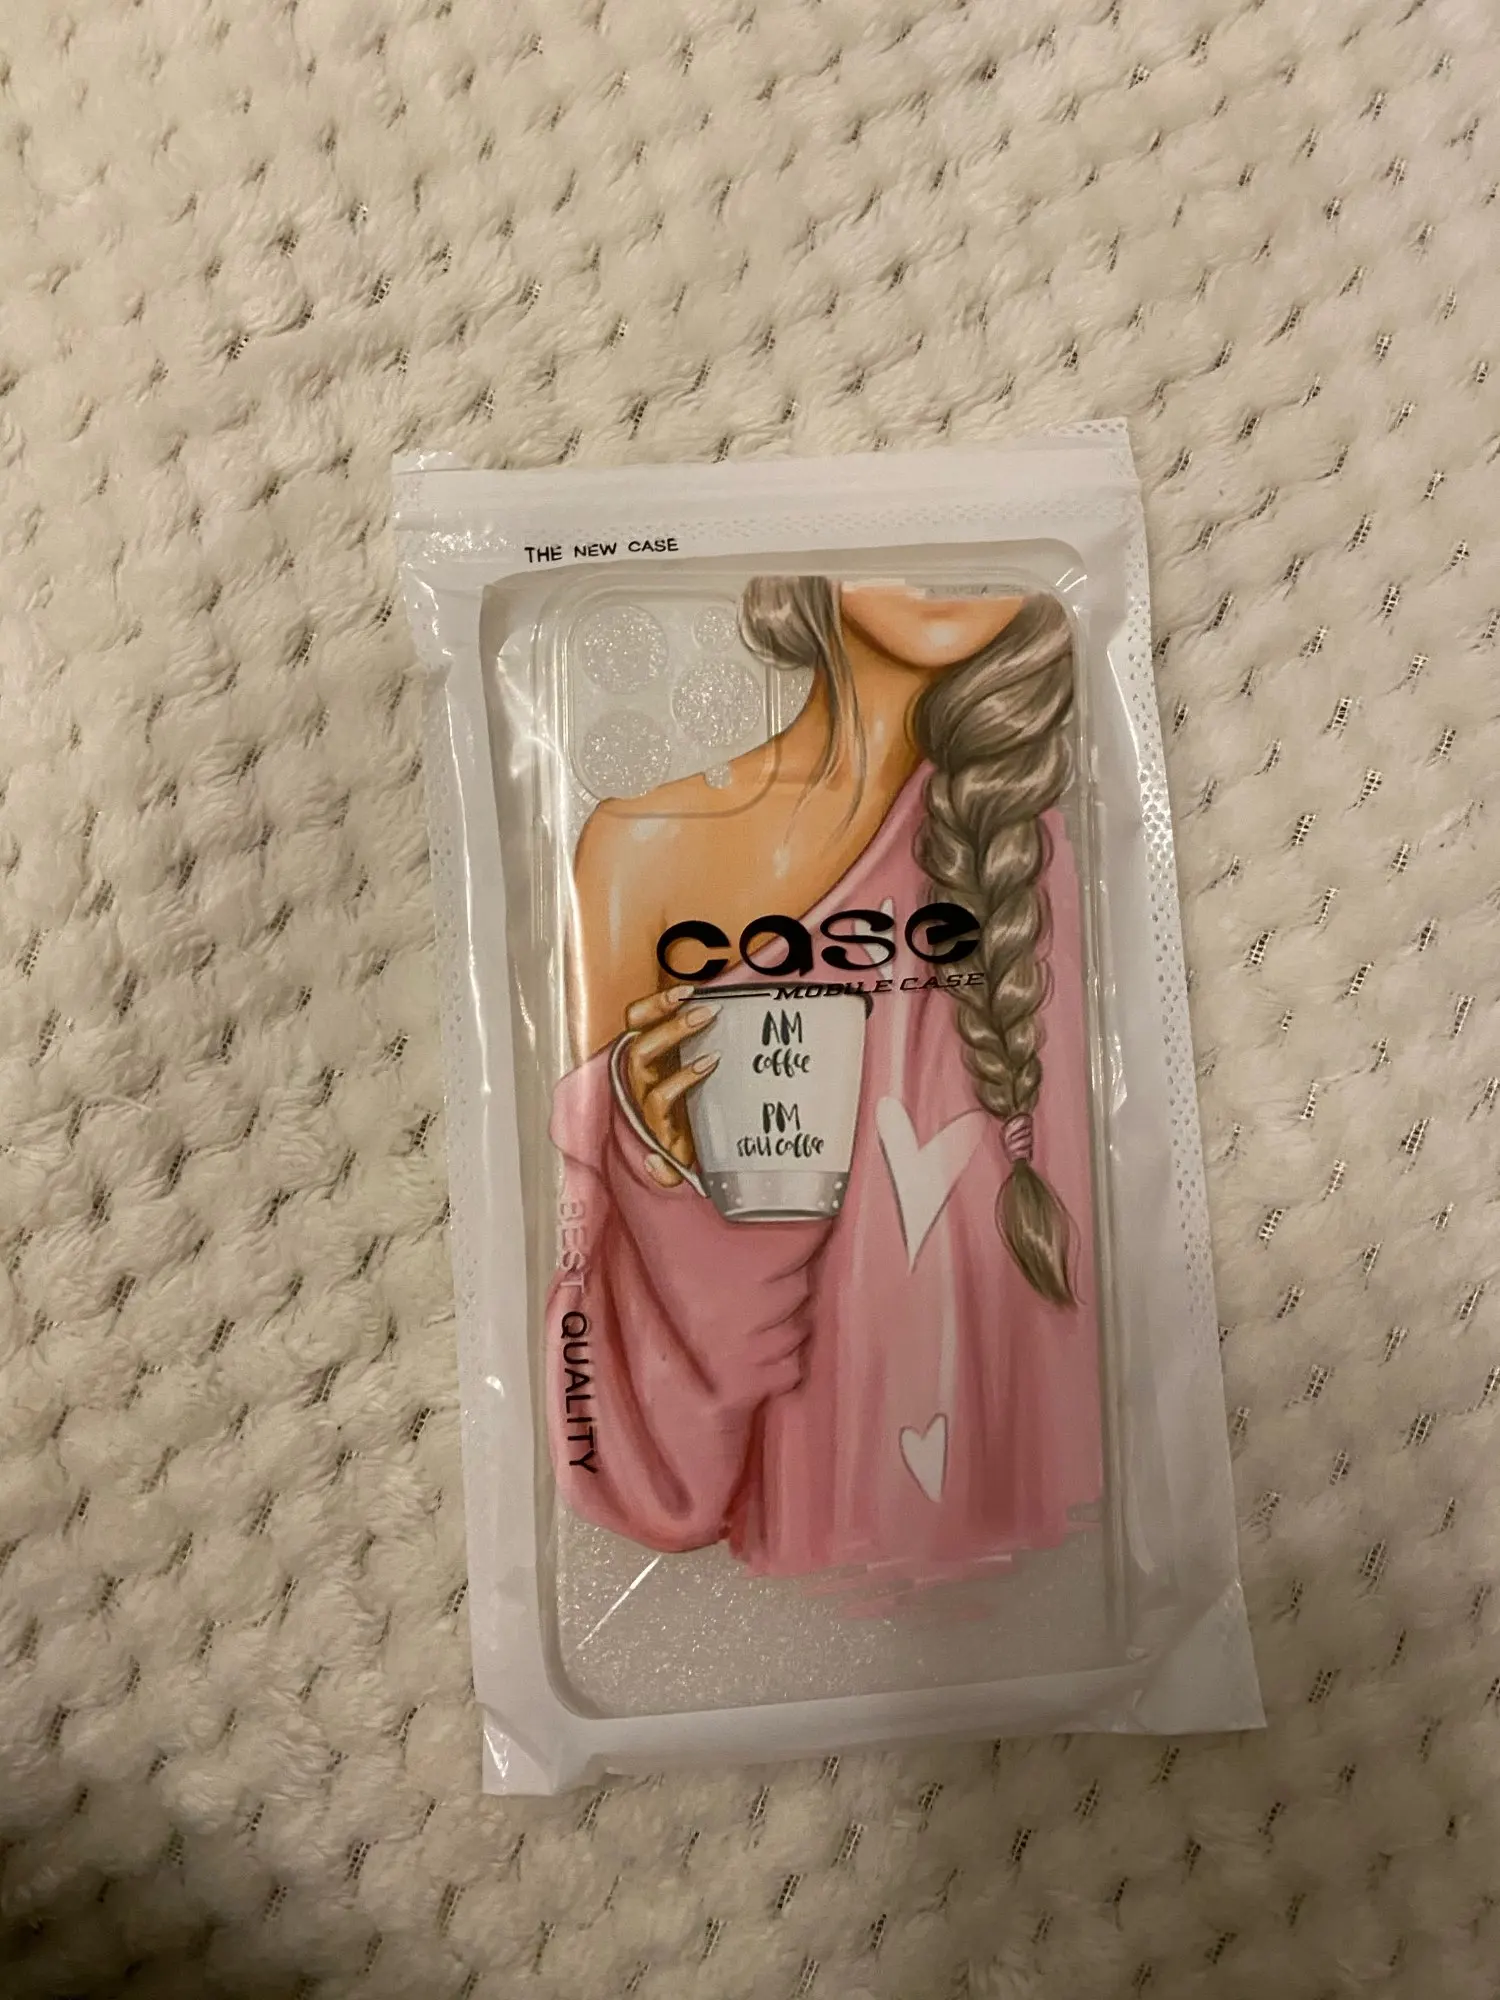 THE NEW CASE
case
MOBILE CASE
AM
coffee
PM
still coffee
BEST QUALITY